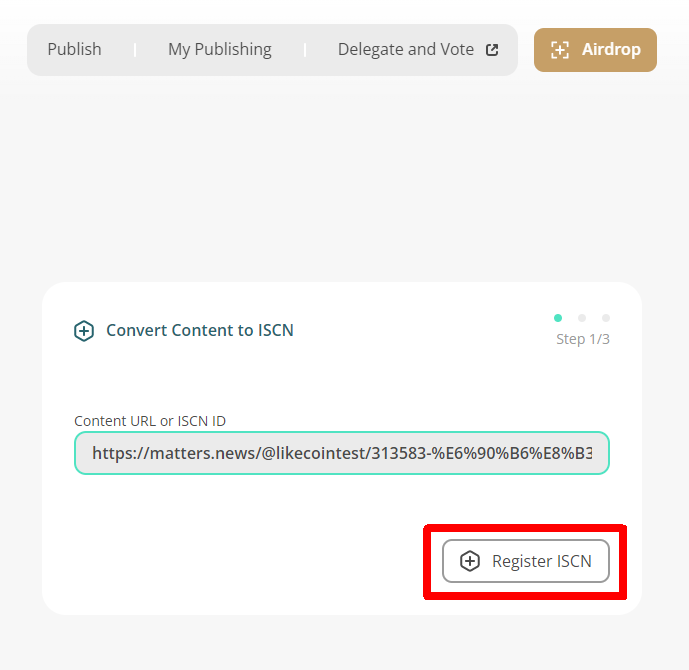 Publish | My Publishing | Delegate and Vote Airdrop
Convert Content to ISCN
Step 1/3
Content URL or ISCN ID
https://matters.news/@likecointest/313583-%E6%90%B6%E8%B3
Register ISCN